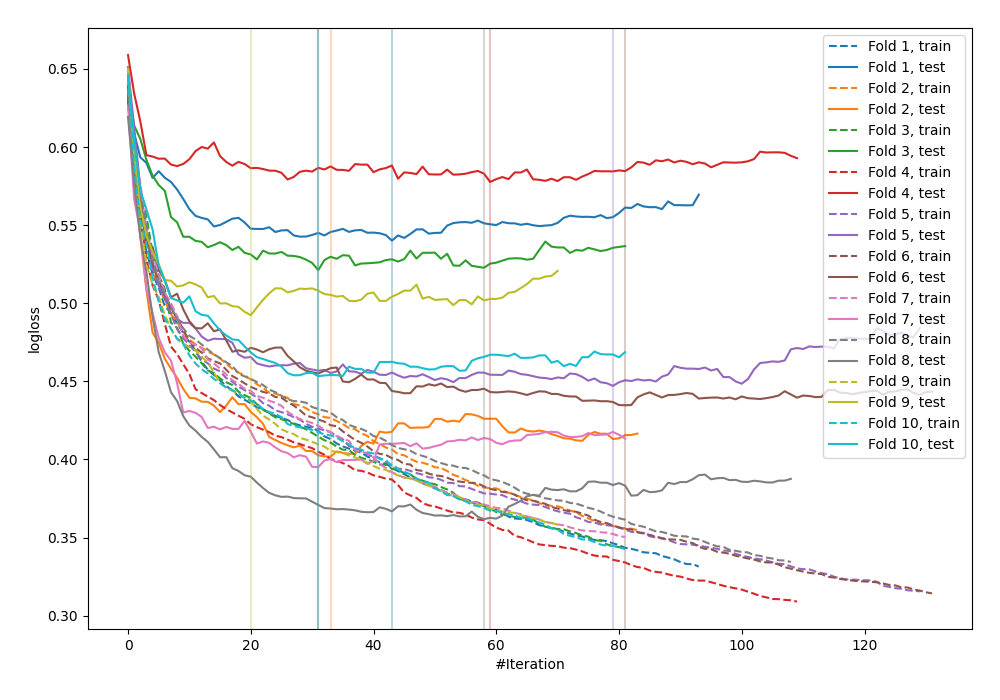 0.65
0.60
0.55
0.50
0.45
0.40
0.35
0.30
logloss
0
20
40
60
80
100
120
#Iteration
Fold 1, train
Fold 1, test
Fold 2, train
Fold 2, test
Fold 3, train
Fold 3, test
Fold 4, train
Fold 4, test
Fold 5, train
Fold 5, test
Fold 6, train
Fold 6, test
Fold 7, train
Fold 7, test
Fold 8, train
Fold 8, test
Fold 9, train
Fold 9, test
Fold 10, train
Fold 10, test